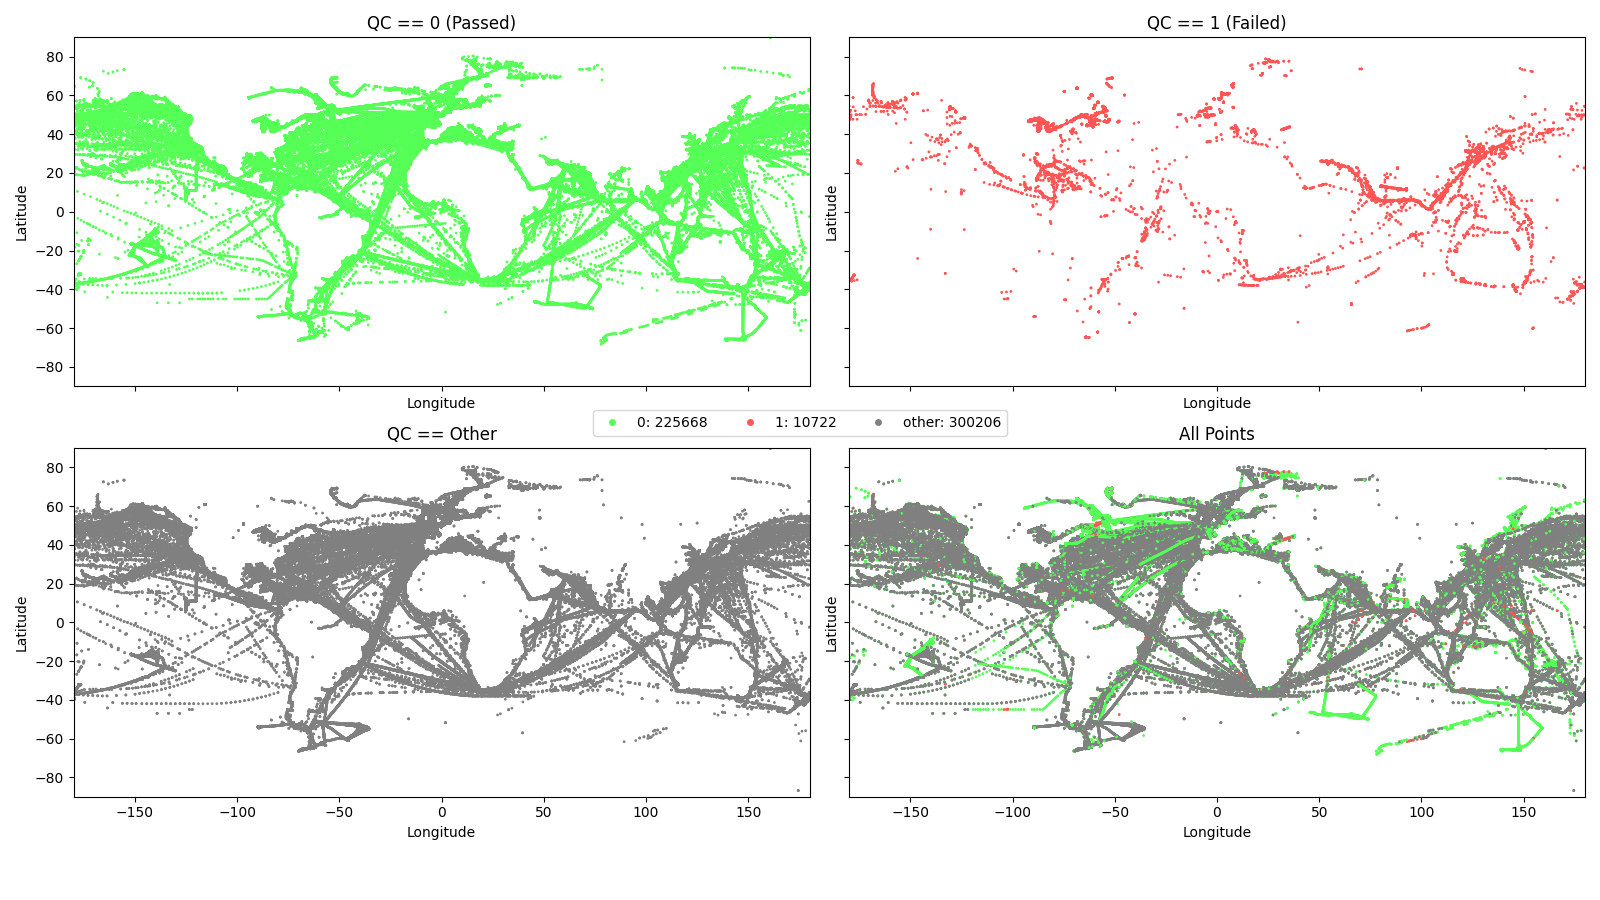 QC == 0 (Passed)
QC == 1 (Failed)
80
60
40
20
0
−20
−40
−60
−80
Latitude
Latitude
Longitude
Longitude
0: 225668
1: 10722
other: 300206
QC == Other
All Points
80
60
40
20
0
−20
−40
−60
−80
Latitude
Latitude
−150
−100
−50
0
50
100
150
−150
−100
−50
0
50
100
150
Longitude
Longitude